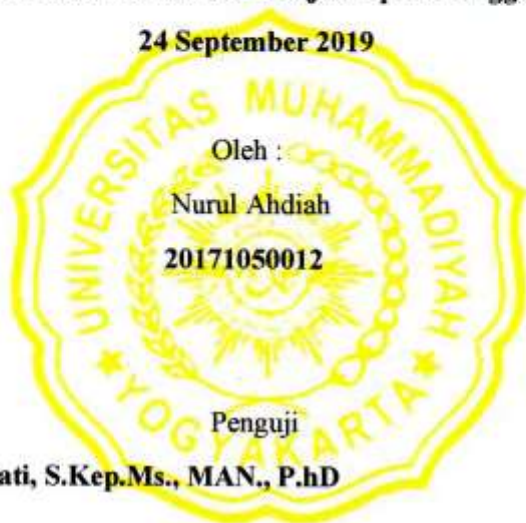 24 September 2019
UNIVERSITAS MUHAMMADIYAH
Oleh :
Nurul Ahdiah
20171050012
YOGYAKARTA
Penguji
ati, S.Kep.Ms., MAN., P.hD